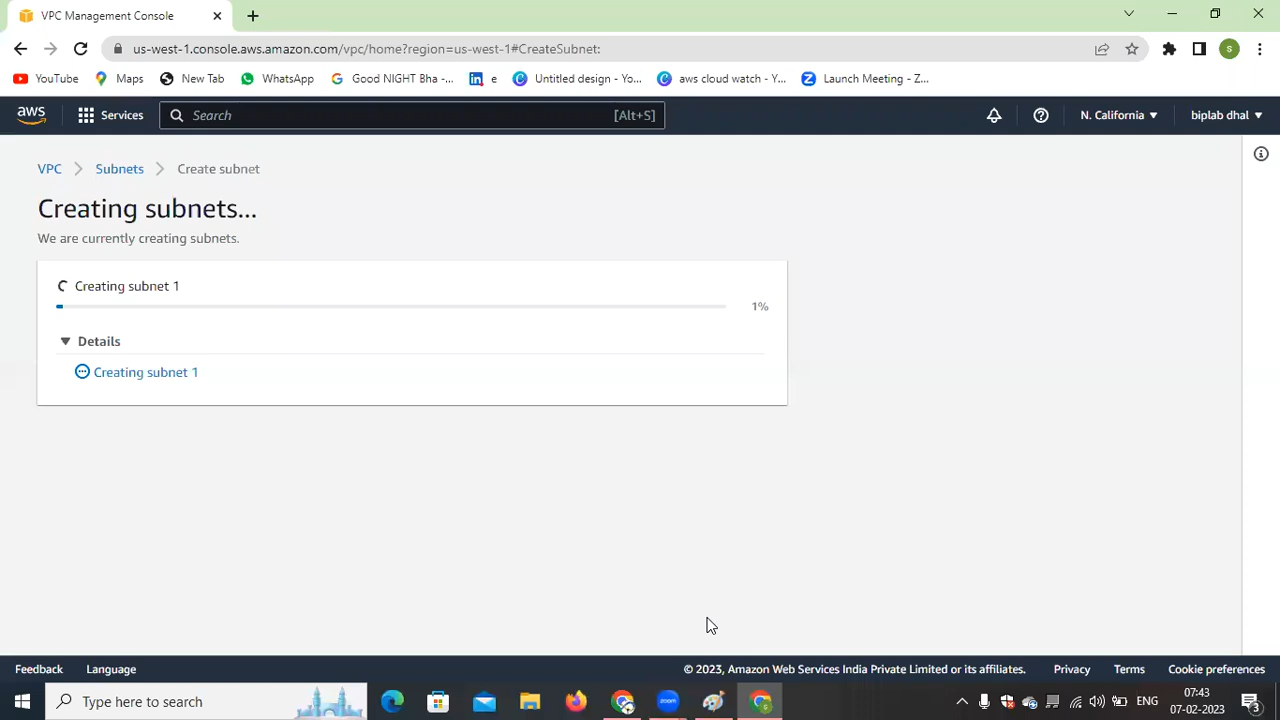 VPC Management Console
us-west-1.console.aws.amazon.com/vpc/home?region=us-west-1#CreateSubnet:
S
YouTube Maps New Tab WhatsApp Good NIGHT Bha -... e Untitled design - Yo... aws cloud watch - Y... Launch Meeting - Z...
aws Services Search [Alt+S] N. California biplab dhal
VPC Subnets Create subnet
Creating subnets...
We are currently creating subnets.
Creating subnet 1
1%
Details
Creating subnet 1
Feedback Language © 2023, Amazon Web Services India Private Limited or its affiliates. Privacy Terms Cookie preferences
Type here to search zoom ENG 07:43
07-02-2023 3